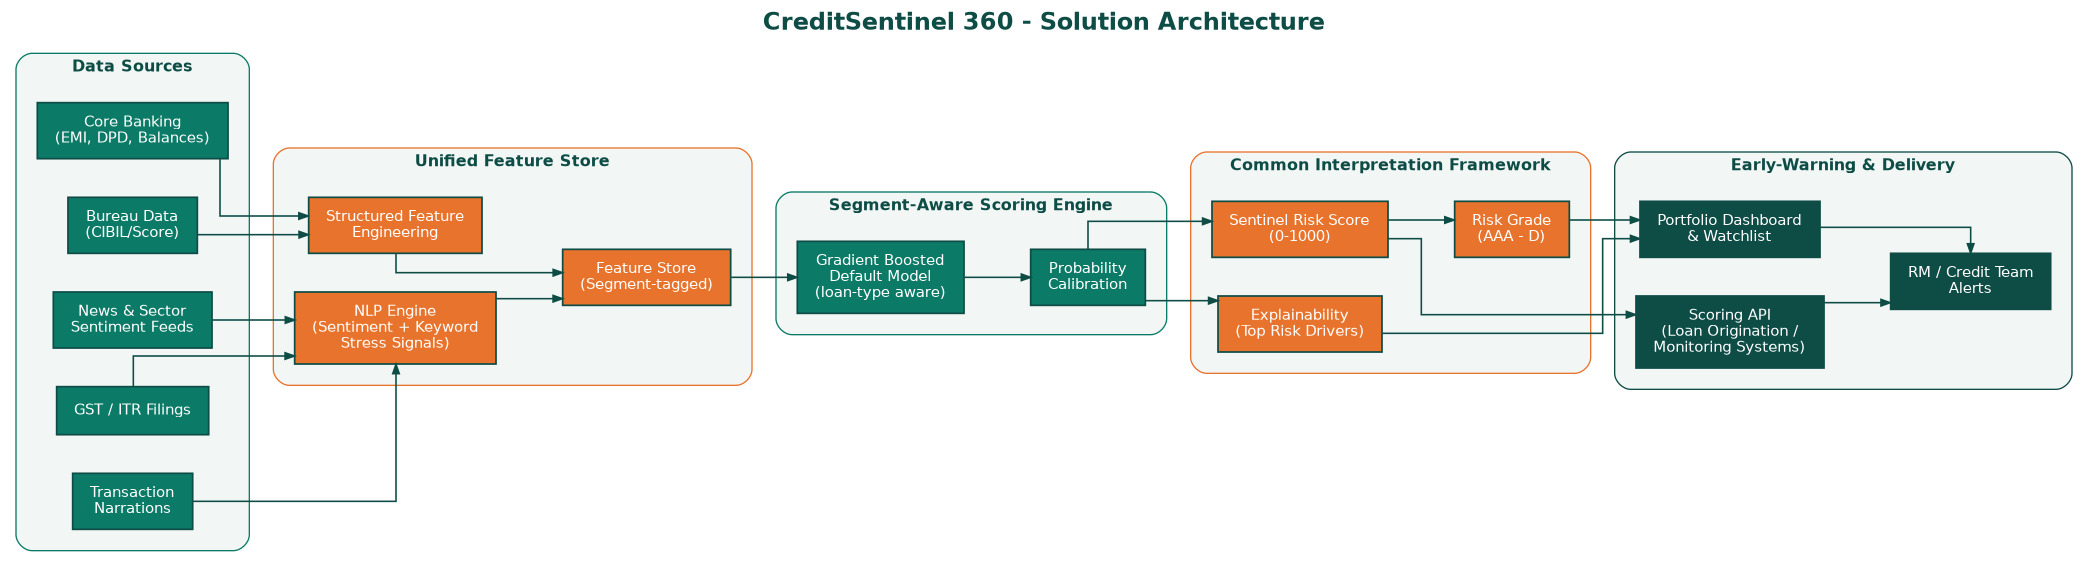 CreditSentinel 360 - Solution Architecture
Data Sources
Core Banking
(EMI, DPD, Balances)
Bureau Data
(CIBIL/Score)
News & Sector
Sentiment Feeds
GST / ITR Filings
Transaction
Narrations
Unified Feature Store
Structured Feature
Engineering
NLP Engine
(Sentiment + Keyword
Stress Signals)
Feature Store
(Segment-tagged)
Segment-Aware Scoring Engine
Gradient Boosted
Default Model
(loan-type aware)
Probability
Calibration
Common Interpretation Framework
Sentinel Risk Score
(0-1000)
Risk Grade
(AAA - D)
Explainability
(Top Risk Drivers)
Early-Warning & Delivery
Portfolio Dashboard
& Watchlist
Scoring API
(Loan Origination /
Monitoring Systems)
RM / Credit Team
Alerts